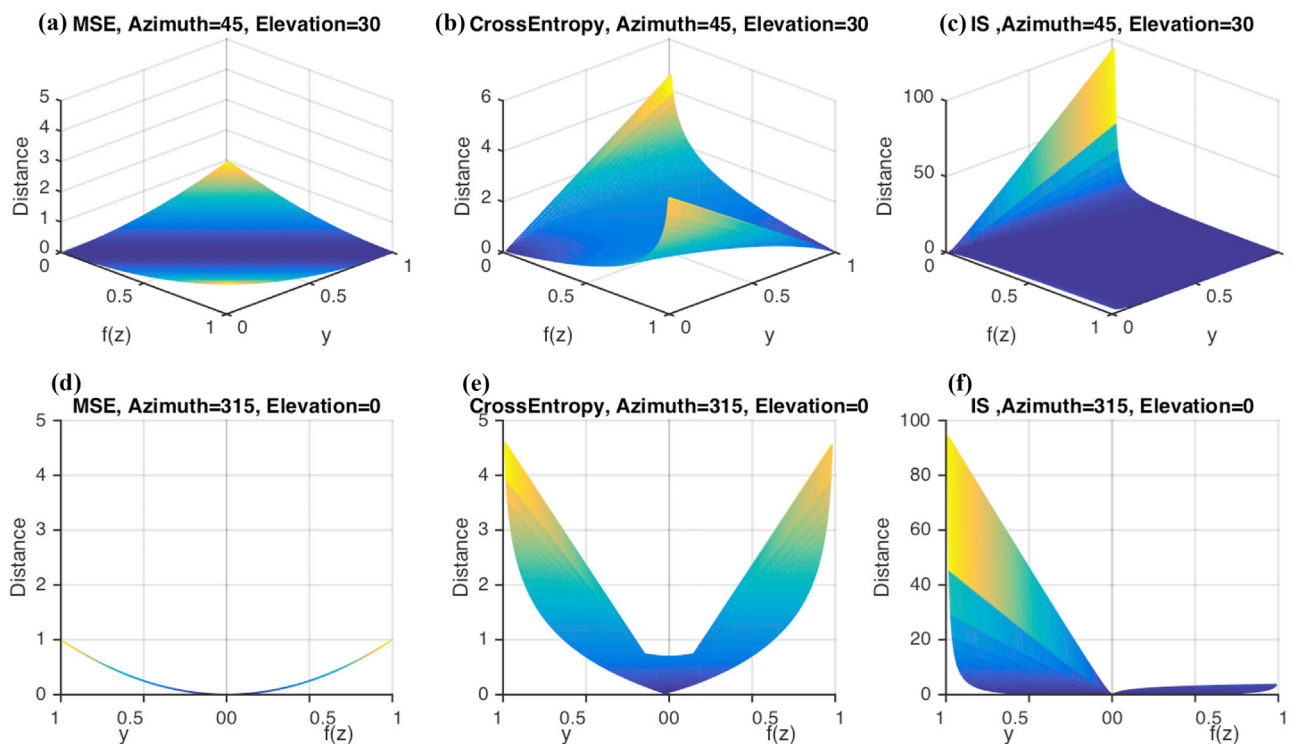 (a) MSE, Azimuth=45, Elevation=30
5
4
3
2
1
0
Distance
0
0.5
1
f(z)
0
0.5
1
y
(b) CrossEntropy, Azimuth=45, Elevation=30
6
4
2
0
Distance
0
0.5
1
f(z)
0
0.5
1
y
(c) IS ,Azimuth=45, Elevation=30
100
50
0
Distance
0
0.5
1
f(z)
0
0.5
y
(d) MSE, Azimuth=315, Elevation=0
5
4
3
2
1
0
Distance
1 0.5 00 0.5 1
y f(z)
(e) CrossEntropy, Azimuth=315, Elevation=0
5
4
3
2
1
0
Distance
1 0.5 00 0.5 1
y f(z)
(f) IS ,Azimuth=315, Elevation=0
100
80
60
40
20
0
Distance
1 0.5 00 0.5 1
y f(z)